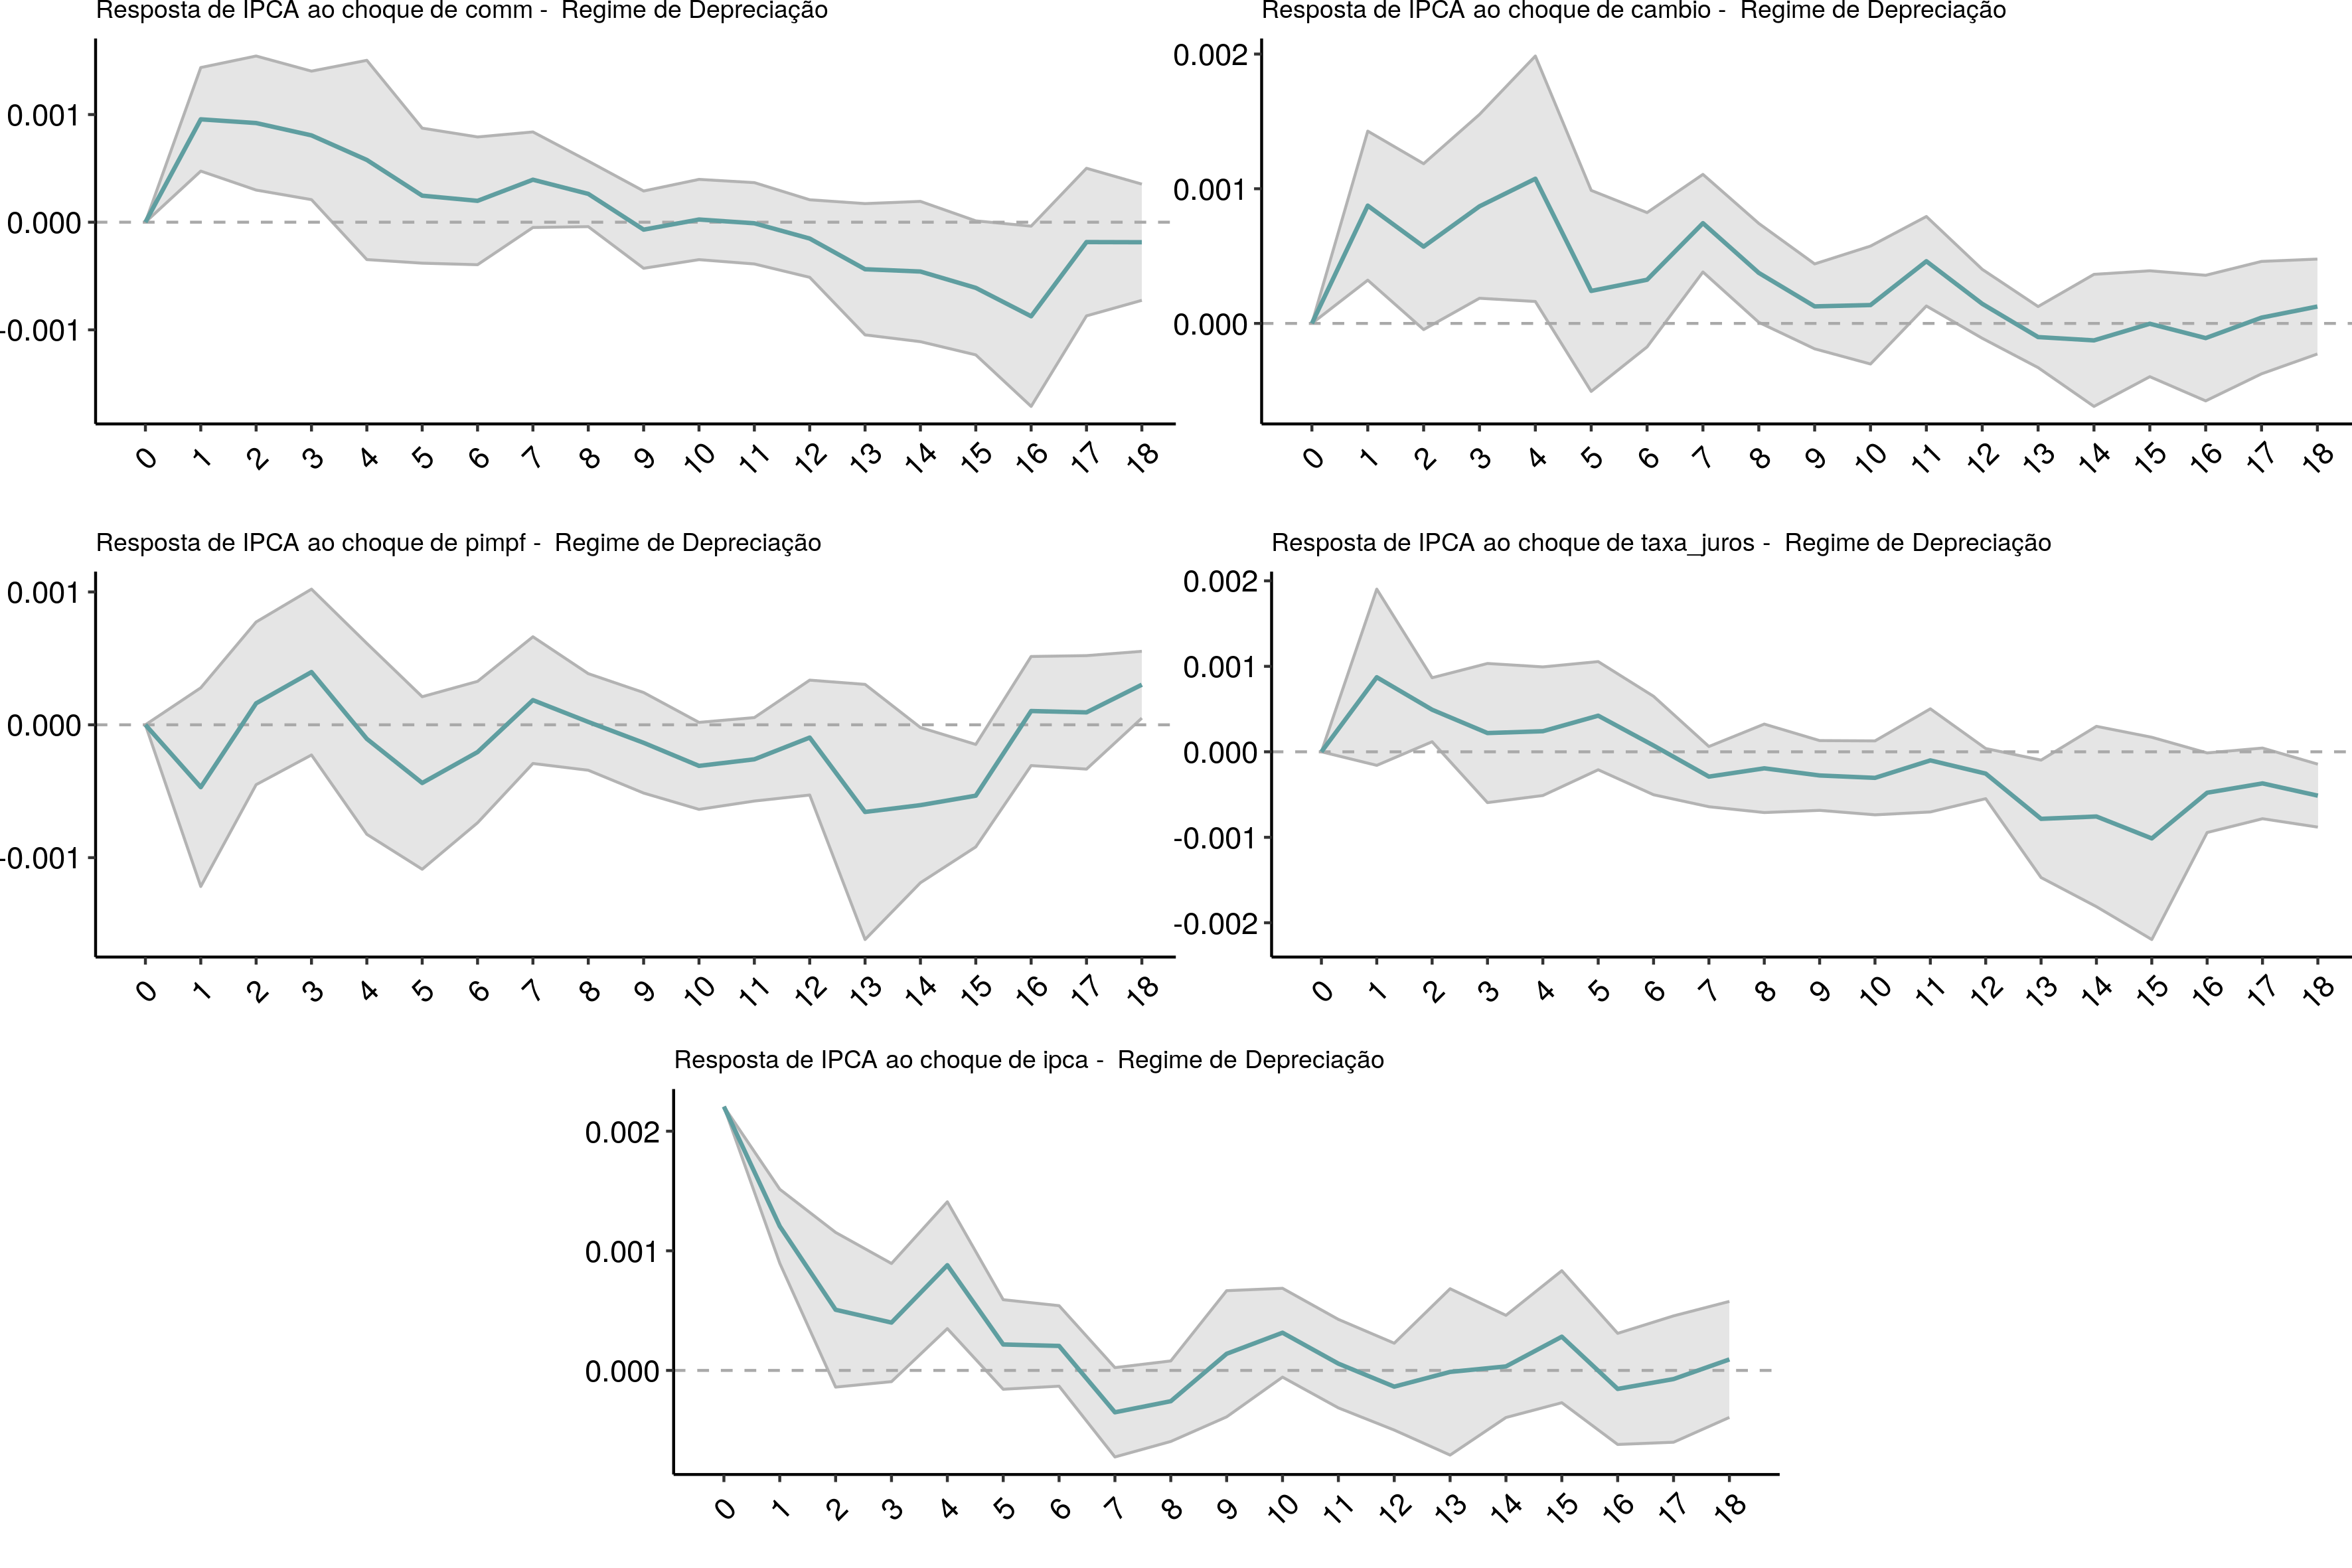 Resposta de IPCA ao choque de comm -  Regime de Depreciação
0.001
0.000
-0.001
0 1 2 3 4 5 6 7 8 9 10 11 12 13 14 15 16 17 18
Resposta de IPCA ao choque de cambio -  Regime de Depreciação
0.002
0.001
0.000
0 1 2 3 4 5 6 7 8 9 10 11 12 13 14 15 16 17 18
Resposta de IPCA ao choque de pimpf -  Regime de Depreciação
0.001
0.000
-0.001
0 1 2 3 4 5 6 7 8 9 10 11 12 13 14 15 16 17 18
Resposta de IPCA ao choque de taxa_juros -  Regime de Depreciação
0.002
0.001
0.000
-0.001
-0.002
0 1 2 3 4 5 6 7 8 9 10 11 12 13 14 15 16 17 18
Resposta de IPCA ao choque de ipca -  Regime de Depreciação
0.002
0.001
0.000
0 1 2 3 4 5 6 7 8 9 10 11 12 13 14 15 16 17 18